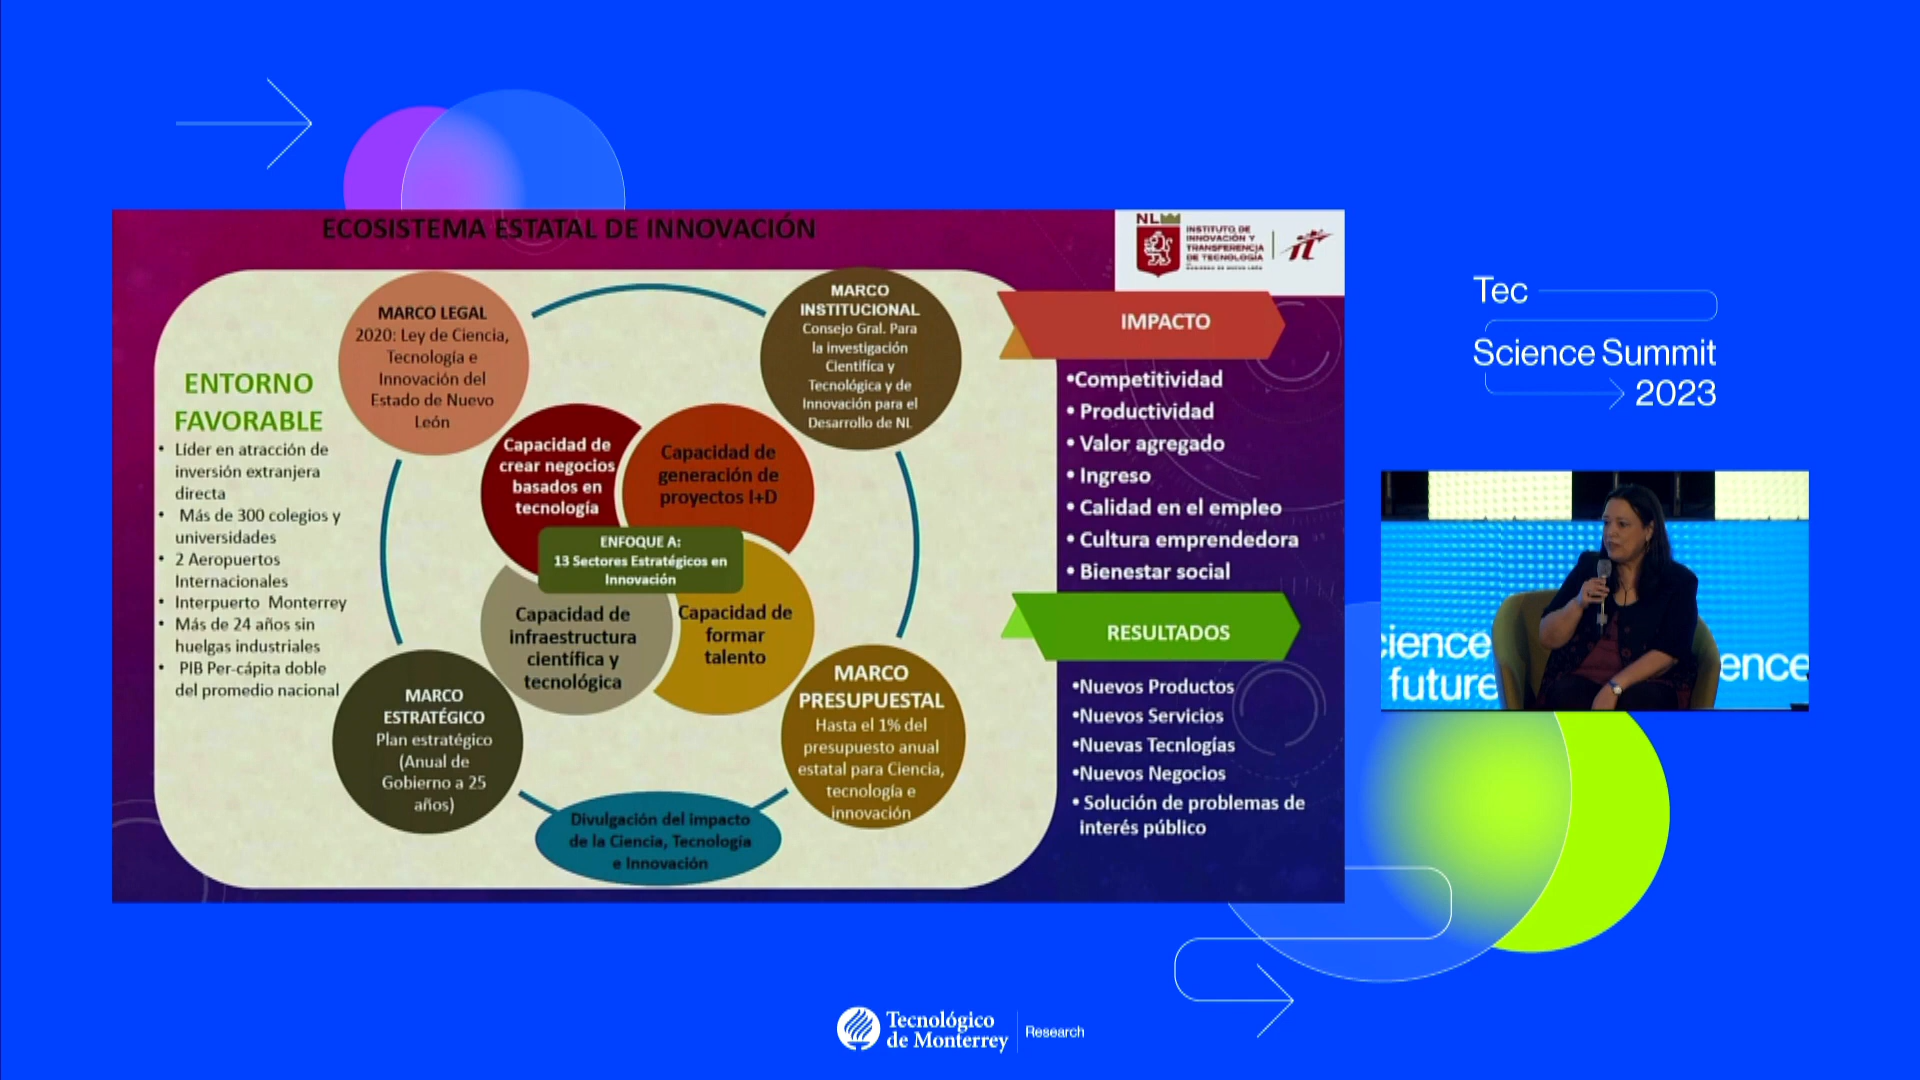 ECOSISTEMA ESTATAL DE INNOVACIÓN
NL
INSTITUTO DE
INNOVACIÓN Y
TRANSFERENCIA
DE TECNOLOGÍA
GOBIERNO DE NUEVO LEÓN
ENTORNO
FAVORABLE
• Líder en atracción de
inversión extranjera
directa
• Más de 300 colegios y
universidades
• 2 Aeropuertos
Internacionales
• Interpuerto Monterrey
• Más de 24 años sin
huelgas industriales
• PIB Per-cápita doble
del promedio nacional
MARCO LEGAL
2020: Ley de Ciencia,
Tecnología e
Innovación del
Estado de Nuevo
León
MARCO
INSTITUCIONAL
Consejo Gral. Para
la investigación
Científica y
Tecnológica y de
Innovación para el
Desarrollo de NL
Capacidad de
crear negocios
basados en
tecnología
Capacidad de
generación de
proyectos I+D
ENFOQUE A:
13 Sectores Estratégicos en
Innovación
Capacidad de
infraestructura
científica y
tecnológica
Capacidad de
formar
talento
MARCO
ESTRATÉGICO
Plan estratégico
(Anual de
Gobierno a 25
años)
MARCO
PRESUPUESTAL
Hasta el 1% del
presupuesto anual
estatal para Ciencia,
tecnología e
innovación
Divulgación del impacto
de la Ciencia, Tecnología
e Innovación
IMPACTO
•Competitividad
• Productividad
• Valor agregado
• Ingreso
• Calidad en el empleo
• Cultura emprendedora
• Bienestar social
RESULTADOS
•Nuevos Productos
•Nuevos Servicios
•Nuevas Tecnlogías
•Nuevos Negocios
• Solución de problemas de
interés público
Tec
Science Summit
2023
cience
future
ence
Tecnológico
de Monterrey
Research